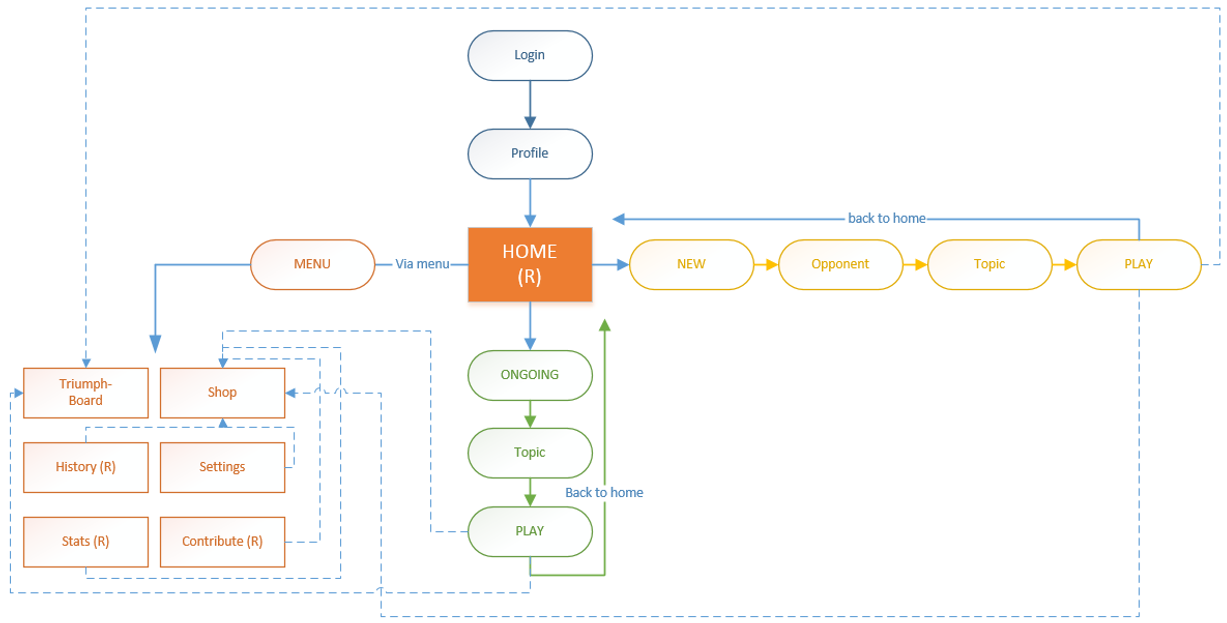 Login
Profile
back to home
HOME
(R)
MENU
Via menu
NEW
Opponent
Topic
PLAY
Triumph-
Board
Shop
ONGOING
History (R)
Settings
Topic
Back to home
Stats (R)
Contribute (R)
PLAY